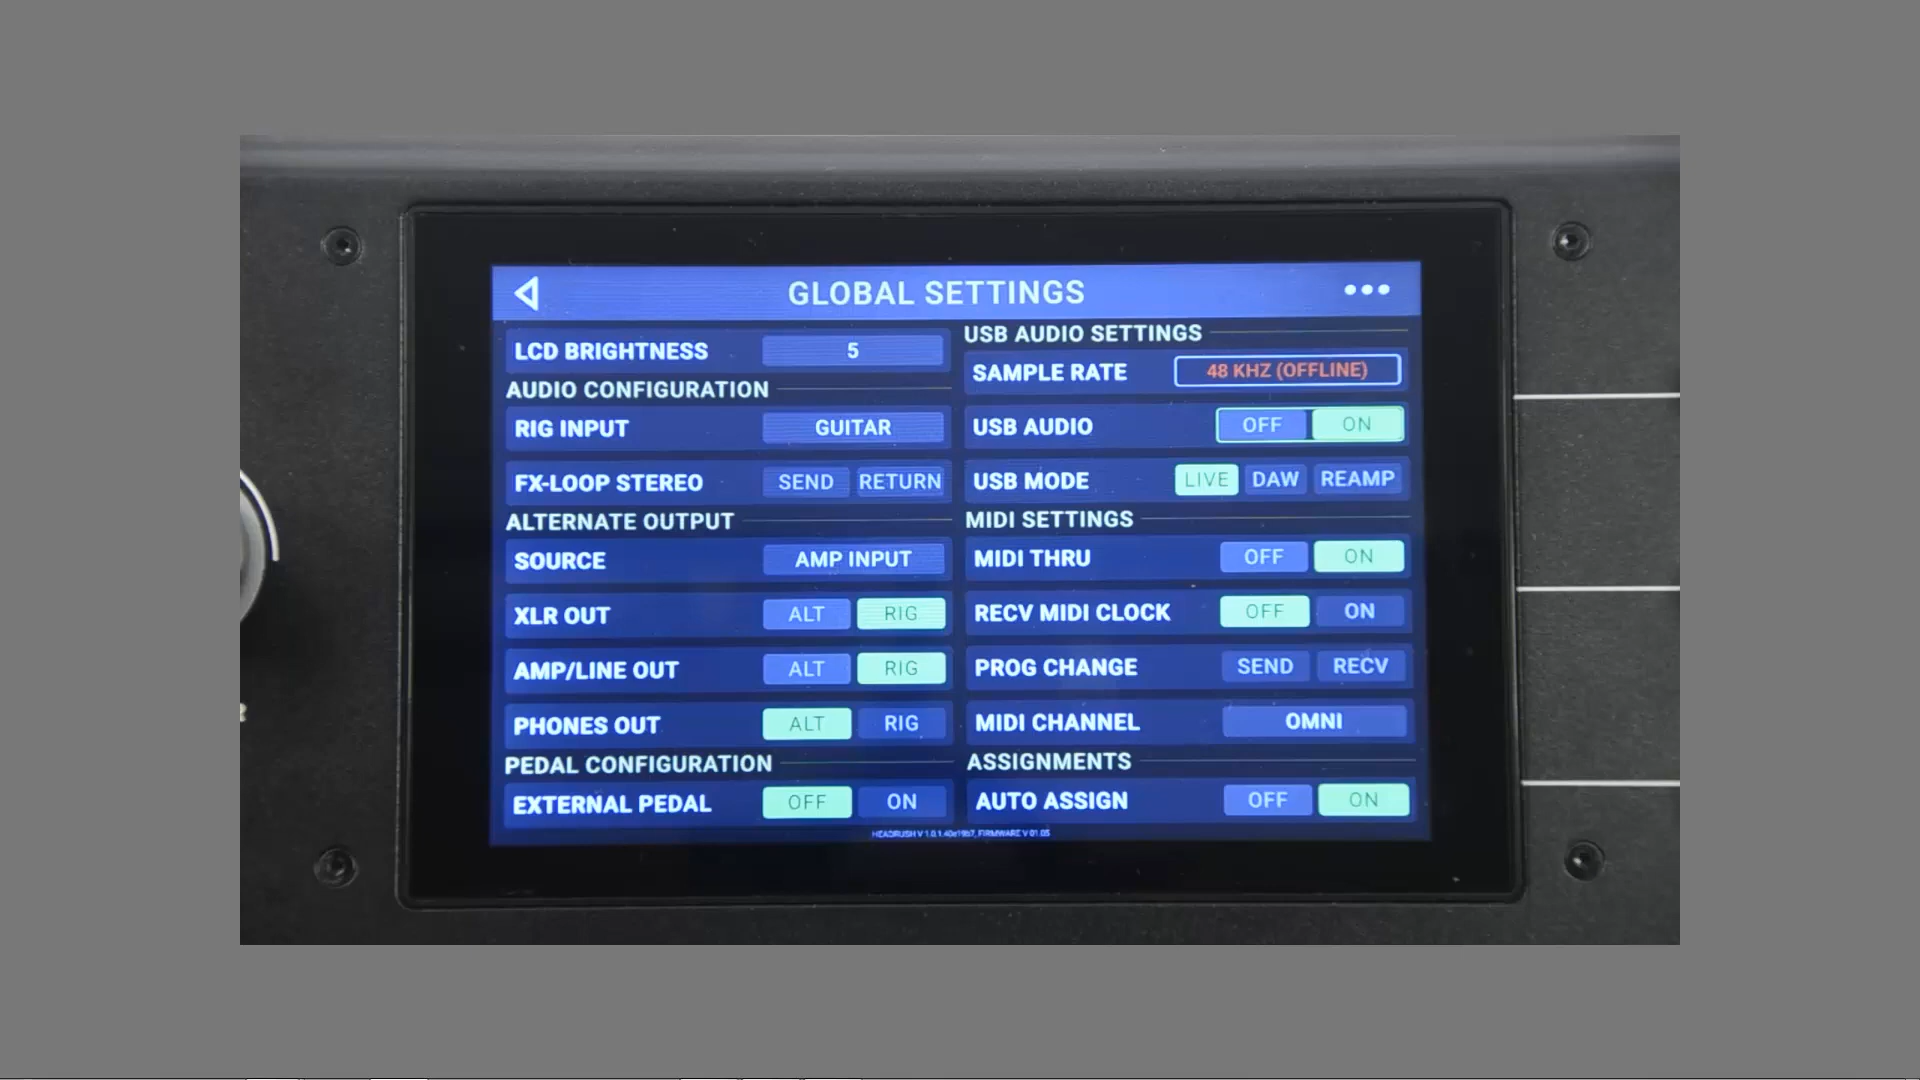 GLOBAL SETTINGS
LCD BRIGHTNESS 5
AUDIO CONFIGURATION
RIG INPUT GUITAR
FX-LOOP STEREO SEND RETURN
ALTERNATE OUTPUT
SOURCE AMP INPUT
XLR OUT ALT RIG
AMP/LINE OUT ALT RIG
PHONES OUT ALT RIG
PEDAL CONFIGURATION
EXTERNAL PEDAL OFF ON
USB AUDIO SETTINGS
SAMPLE RATE 48 KHZ (OFFLINE)
USB AUDIO OFF ON
USB MODE LIVE DAW REAMP
MIDI SETTINGS
MIDI THRU OFF ON
RECV MIDI CLOCK OFF ON
PROG CHANGE SEND RECV
MIDI CHANNEL OMNI
ASSIGNMENTS
AUTO ASSIGN OFF ON
HEADRUSH V FIRMWARE V 01.05